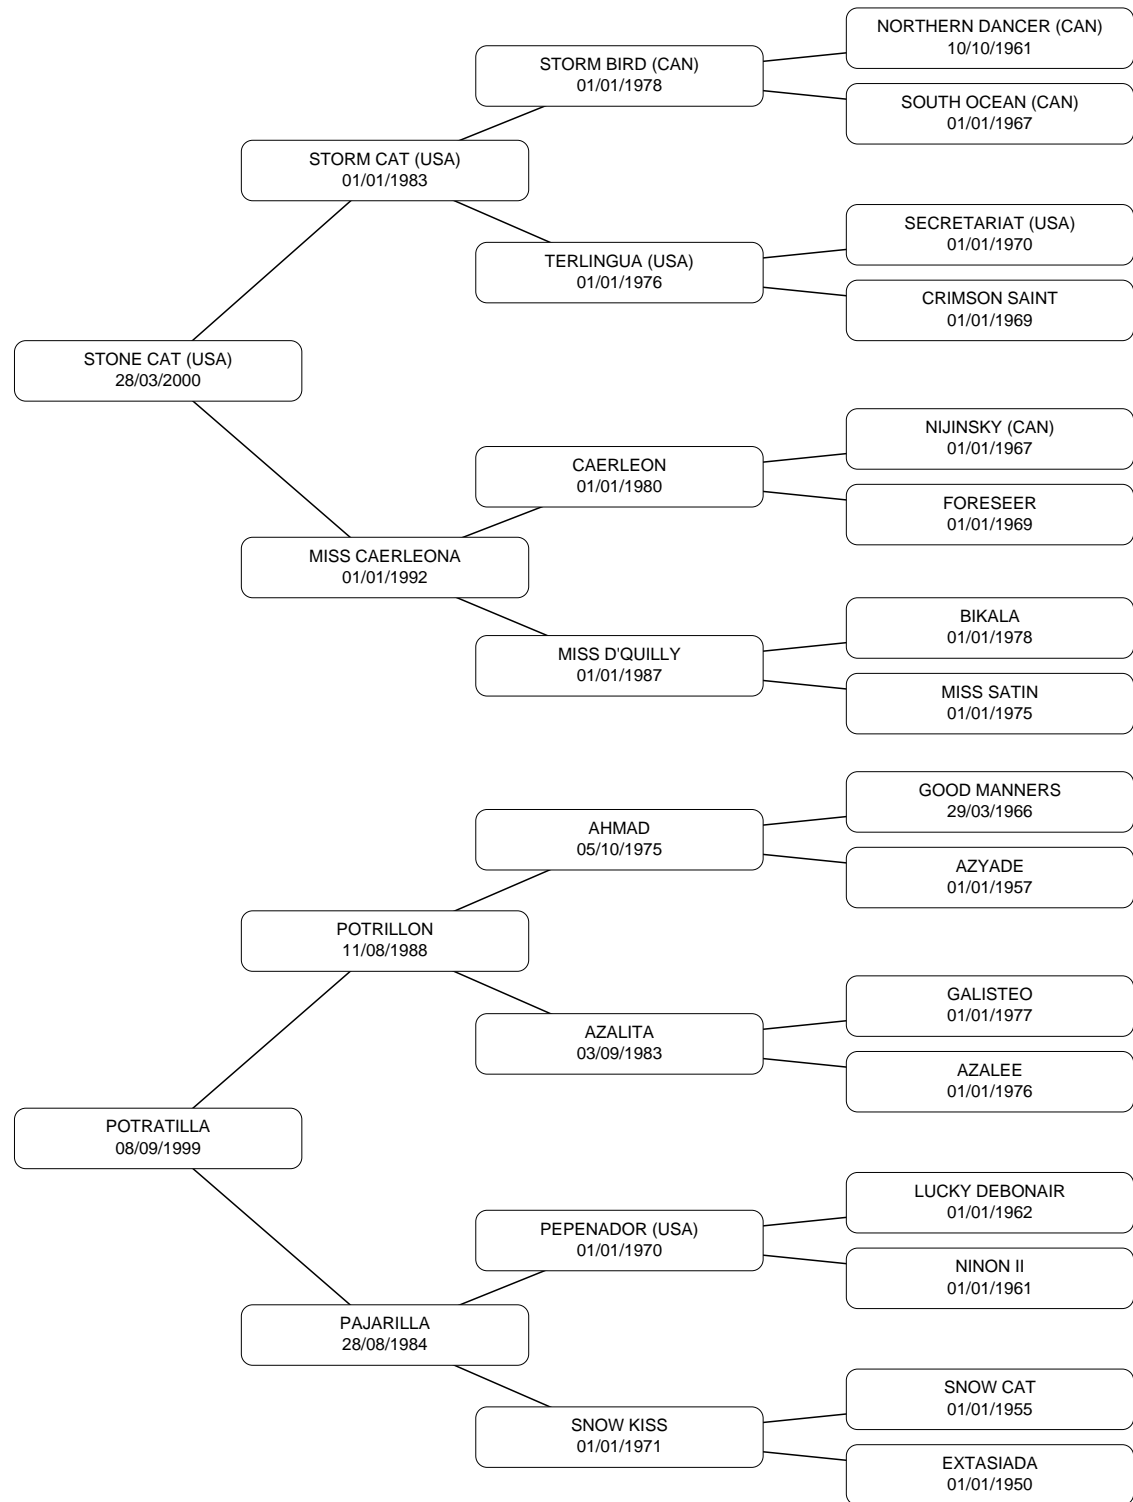 NORTHERN DANCER (CAN)
10/10/1961
STORM BIRD (CAN)
01/01/1978
SOUTH OCEAN (CAN)
01/01/1967
STORM CAT (USA)
01/01/1983
SECRETARIAT (USA)
01/01/1970
TERLINGUA (USA)
01/01/1976
CRIMSON SAINT
01/01/1969
STONE CAT (USA)
28/03/2000
NIJINSKY (CAN)
01/01/1967
CAERLEON
01/01/1980
FORESEER
01/01/1969
MISS CAERLEONA
01/01/1992
BIKALA
01/01/1978
MISS D'QUILLY
01/01/1987
MISS SATIN
01/01/1975
GOOD MANNERS
29/03/1966
AHMAD
05/10/1975
AZYADE
01/01/1957
POTRILLON
11/08/1988
GALISTEO
01/01/1977
AZALITA
03/09/1983
AZALEE
01/01/1976
POTRATILLA
08/09/1999
LUCKY DEBONAIR
01/01/1962
PEPENADOR (USA)
01/01/1970
NINON II
01/01/1961
PAJARILLA
28/08/1984
SNOW CAT
01/01/1955
SNOW KISS
01/01/1971
EXTASIADA
01/01/1950